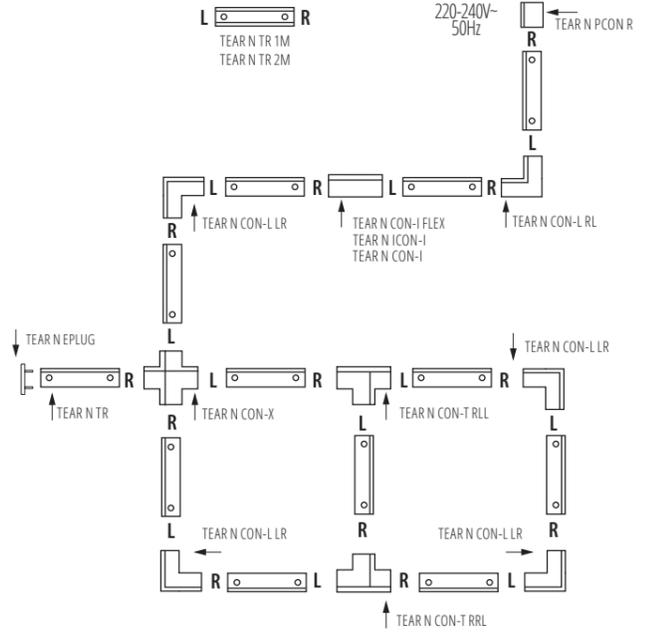 L R
TEAR N TR 1M
TEAR N TR 2M
220-240V~
50Hz
TEAR N PCON R
R
L
L R L R
R
TEAR N CON-L LR
TEAR N CON-I FLEX
TEAR N ICON-I
TEAR N CON-I
TEAR N CON-L RL
L
TEAR N EPLUG
TEAR N CON-L LR
R L R L R
TEAR N TR
R
TEAR N CON-X
L
TEAR N CON-T RLL
L
L
R
R
TEAR N CON-L LR
TEAR N CON-L LR
R L R L
TEAR N CON-T RRL